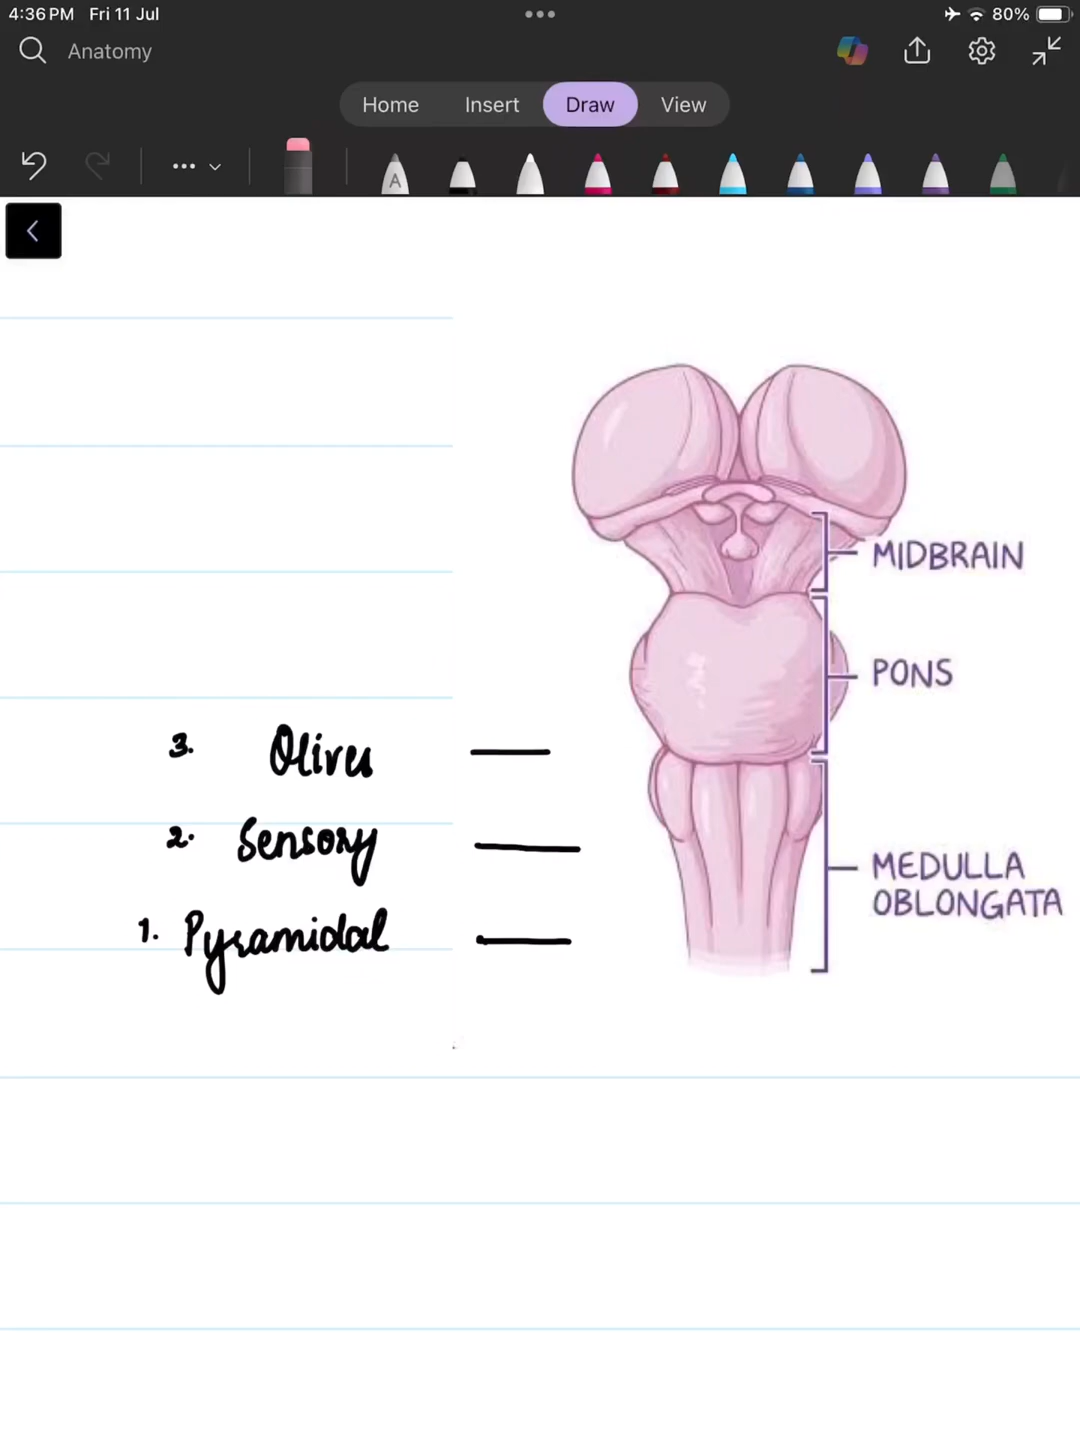 4:36 PM Fri 11 Jul
80%
Anatomy
Home Insert Draw View
A
MIDBRAIN
PONS
3. Olives
2. Sensory
1. Pyramidal
MEDULLA
OBLONGATA